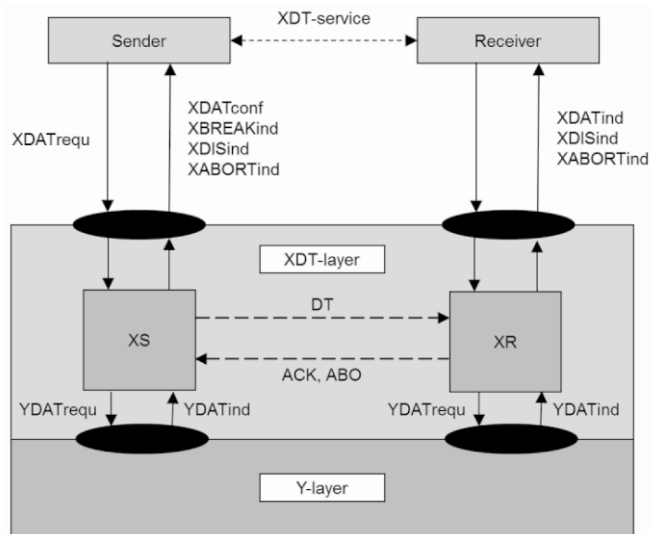 XDT-service
Sender
Receiver
XDATrequ
XDATconf
XBREAKind
XDISind
XABORTind
XDATind
XDISind
XABORTind
XDT-layer
XS
DT
XR
ACK, ABO
YDATrequ
YDATind
YDATrequ
YDATind
Y-layer